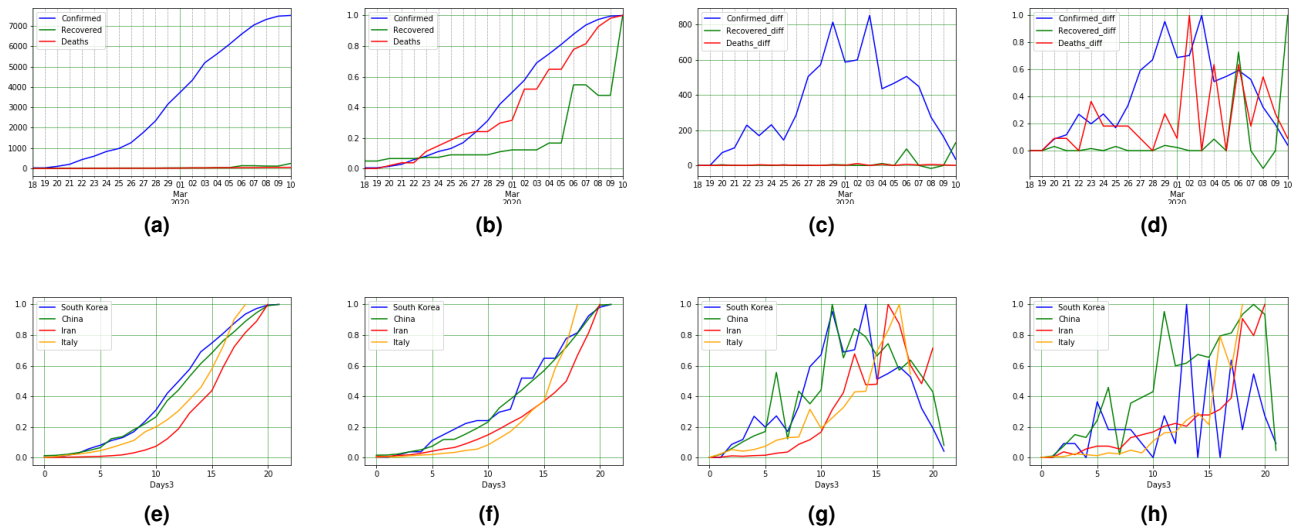 7000
6000
5000
4000
3000
2000
1000
0
Confirmed
Recovered
Deaths
18 19 20 21 22 23 24 25 26 27 28 29 01 02 03 04 05 06 07 08 09 10
Mar
2020
(a)
1.0
0.8
0.6
0.4
0.2
0.0
Confirmed
Recovered
Deaths
18 19 20 21 22 23 24 25 26 27 28 29 01 02 03 04 05 06 07 08 09 10
Mar
2020
(b)
800
600
400
200
0
Confirmed_diff
Recovered_diff
Deaths_diff
18 19 20 21 22 23 24 25 26 27 28 29 01 02 03 04 05 06 07 08 09 10
Mar
2020
(c)
1.0
0.8
0.6
0.4
0.2
0.0
Confirmed_diff
Recovered_diff
Deaths_diff
18 19 20 21 22 23 24 25 26 27 28 29 01 02 03 04 05 06 07 08 09 10
Mar
2020
(d)
1.0
0.8
0.6
0.4
0.2
0.0
South Korea
China
Iran
Italy
0 5 10 15 20
Days3
(e)
1.0
0.8
0.6
0.4
0.2
0.0
South Korea
China
Iran
Italy
0 5 10 15 20
Days3
(f)
1.0
0.8
0.6
0.4
0.2
0.0
South Korea
China
Iran
Italy
0 5 10 15 20
Days3
(g)
1.0
0.8
0.6
0.4
0.2
0.0
South Korea
China
Iran
Italy
0 5 10 15 20
Days3
(h)